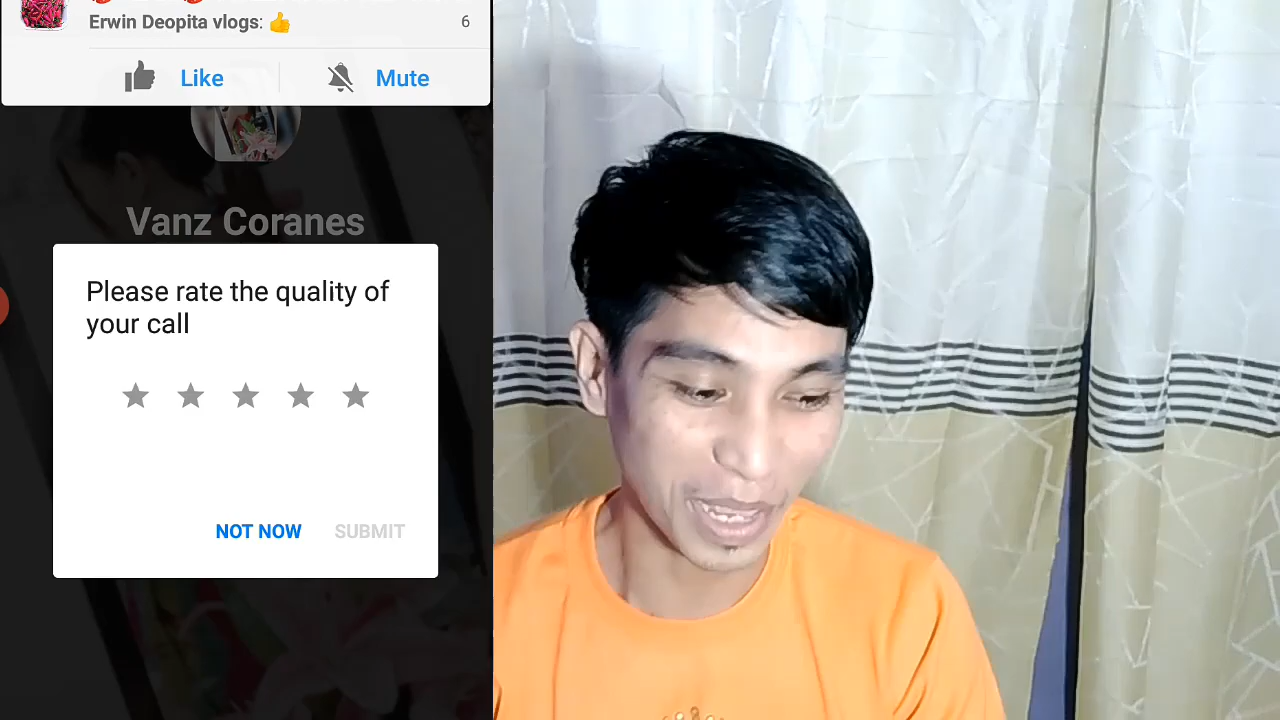 Erwin Deopita vlogs: 👍
6
Like
Mute
Vanz Coranes
Please rate the quality of
your call
NOT NOW
SUBMIT